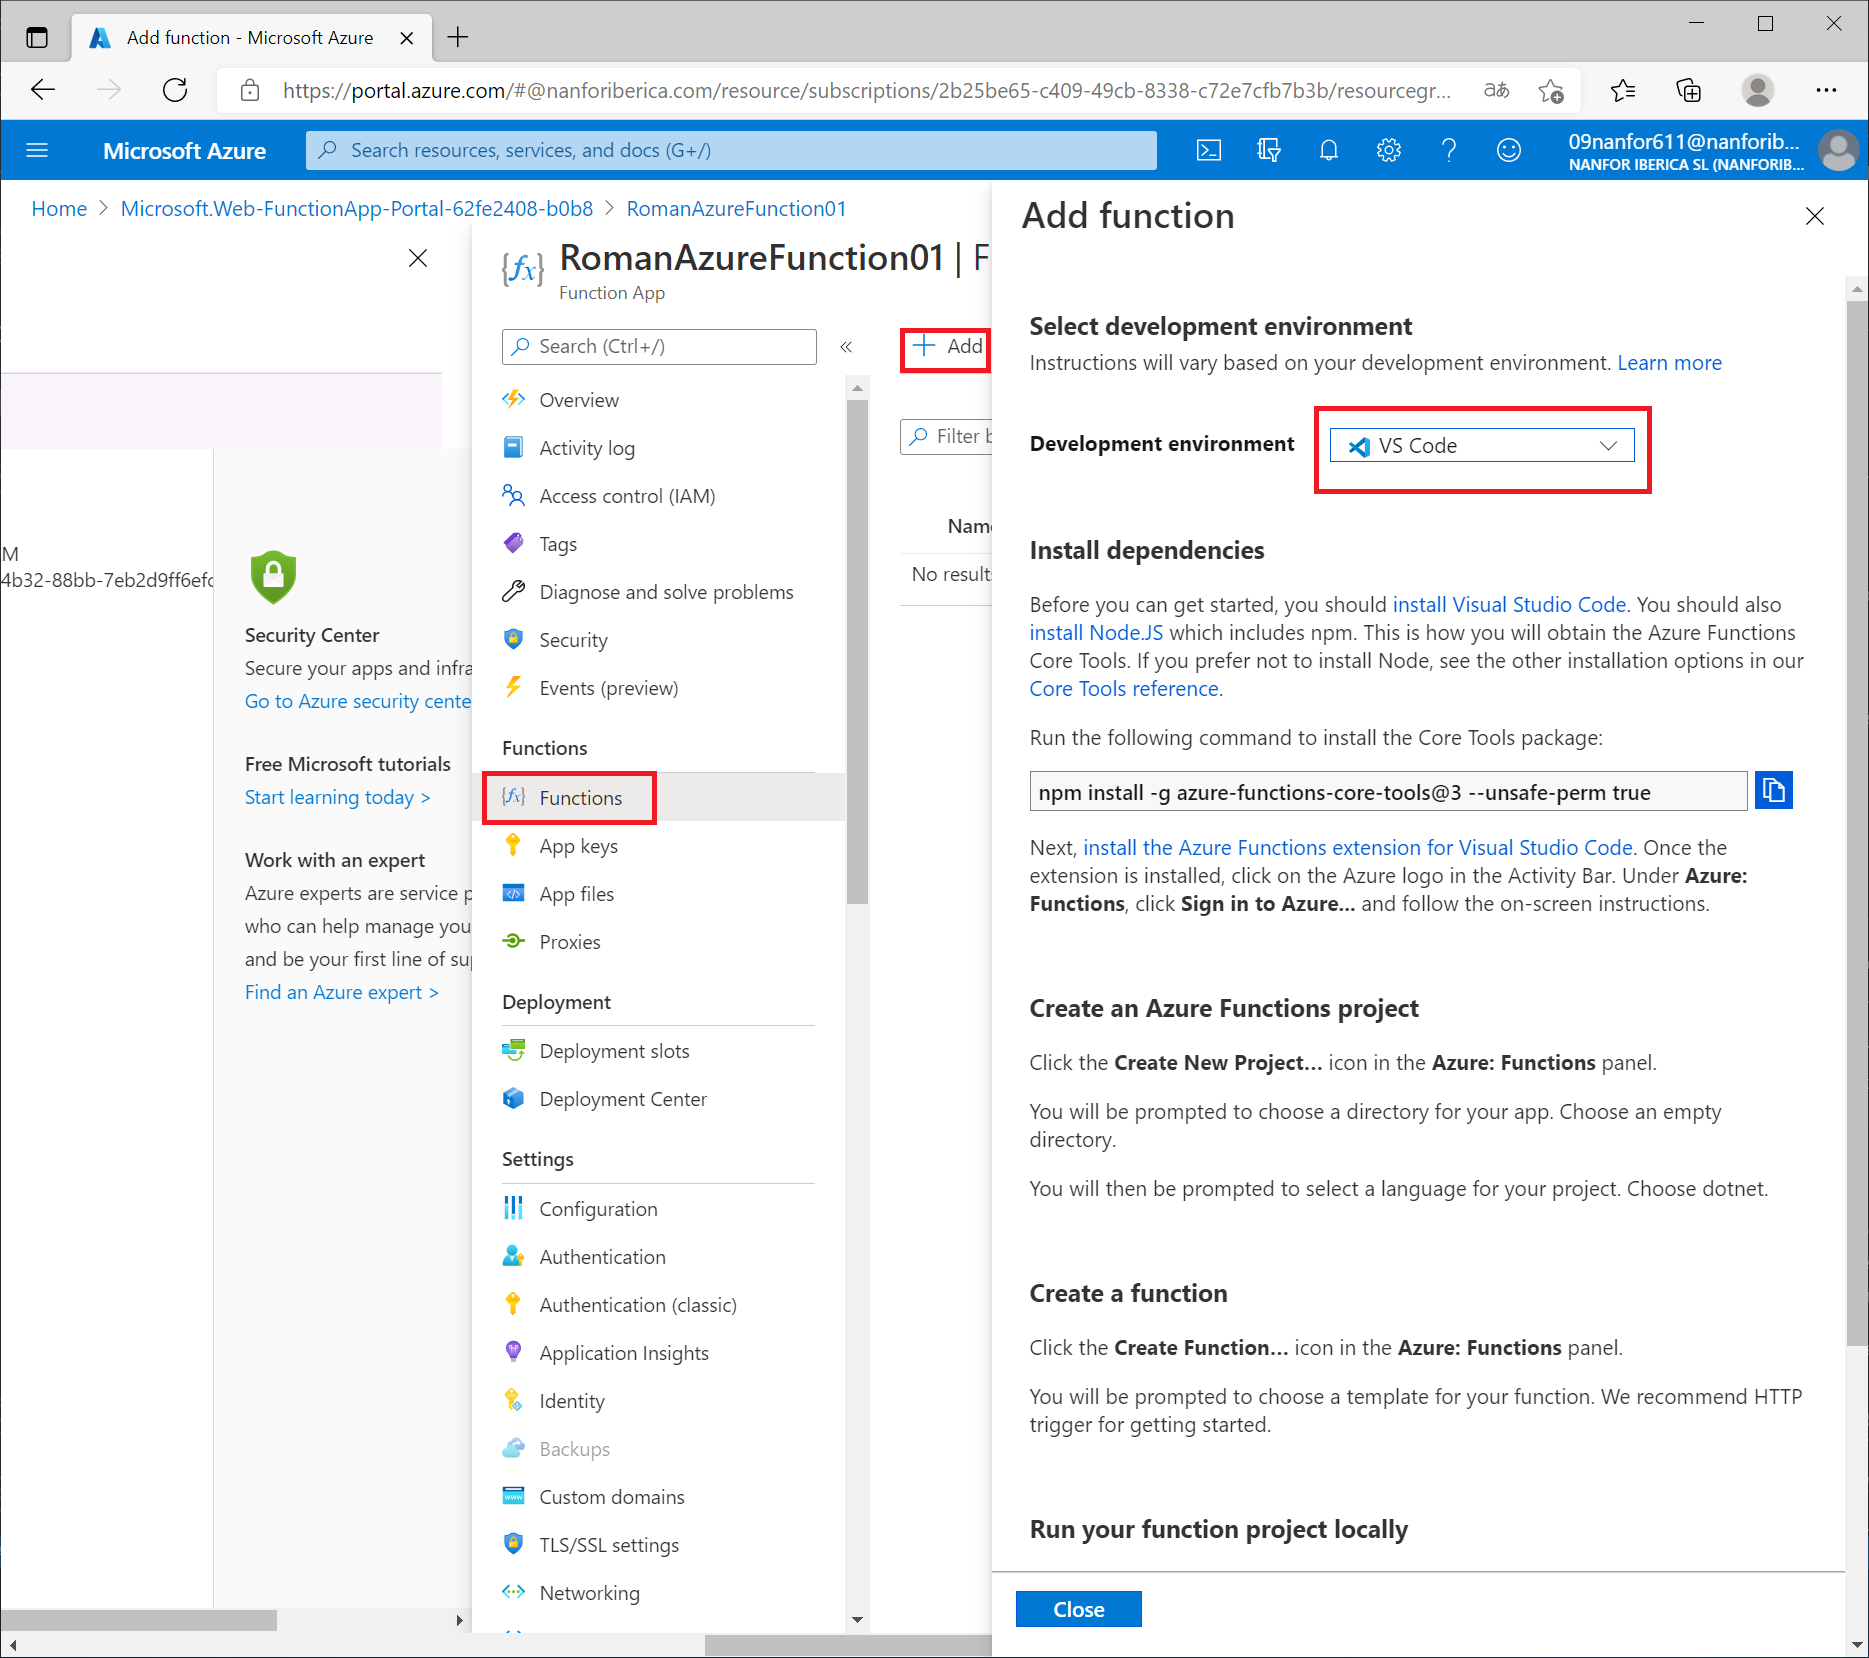 Add function - Microsoft Azure
https://portal.azure.com/#@nanforiberica.com/resource/subscriptions/2b25be65-c409-49cb-8338-c72e7cfb7b3b/resourcegr...
aあ
Microsoft Azure
Search resources, services, and docs (G+/)
09nanfor611@nanforib...
NANFOR IBERICA SL (NANFORIB...
Home > Microsoft.Web-FunctionApp-Portal-62fe2408-b0b8 > RomanAzureFunction01
M
4b32-88bb-7eb2d9ff6efc
Security Center
Secure your apps and infra
Go to Azure security cente
Free Microsoft tutorials
Start learning today >
Work with an expert
Azure experts are service p
who can help manage you
and be your first line of sup
Find an Azure expert >
RomanAzureFunction01 | F
Function App
Search (Ctrl+/)
«
Overview
Activity log
Access control (IAM)
Tags
Diagnose and solve problems
Security
Events (preview)
Functions
Functions
App keys
App files
Proxies
Deployment
Deployment slots
Deployment Center
Settings
Configuration
Authentication
Authentication (classic)
Application Insights
Identity
Backups
Custom domains
TLS/SSL settings
Networking
+ Add
Filter b
Name
No results
Add function
Select development environment
Instructions will vary based on your development environment. Learn more
Development environment
VS Code
Install dependencies
Before you can get started, you should install Visual Studio Code. You should also
install Node.JS which includes npm. This is how you will obtain the Azure Functions
Core Tools. If you prefer not to install Node, see the other installation options in our
Core Tools reference.
Run the following command to install the Core Tools package:
npm install -g azure-functions-core-tools@3 --unsafe-perm true
Next, install the Azure Functions extension for Visual Studio Code. Once the
extension is installed, click on the Azure logo in the Activity Bar. Under Azure:
Functions, click Sign in to Azure... and follow the on-screen instructions.
Create an Azure Functions project
Click the Create New Project... icon in the Azure: Functions panel.
You will be prompted to choose a directory for your app. Choose an empty
directory.
You will then be prompted to select a language for your project. Choose dotnet.
Create a function
Click the Create Function... icon in the Azure: Functions panel.
You will be prompted to choose a template for your function. We recommend HTTP
trigger for getting started.
Run your function project locally
Close